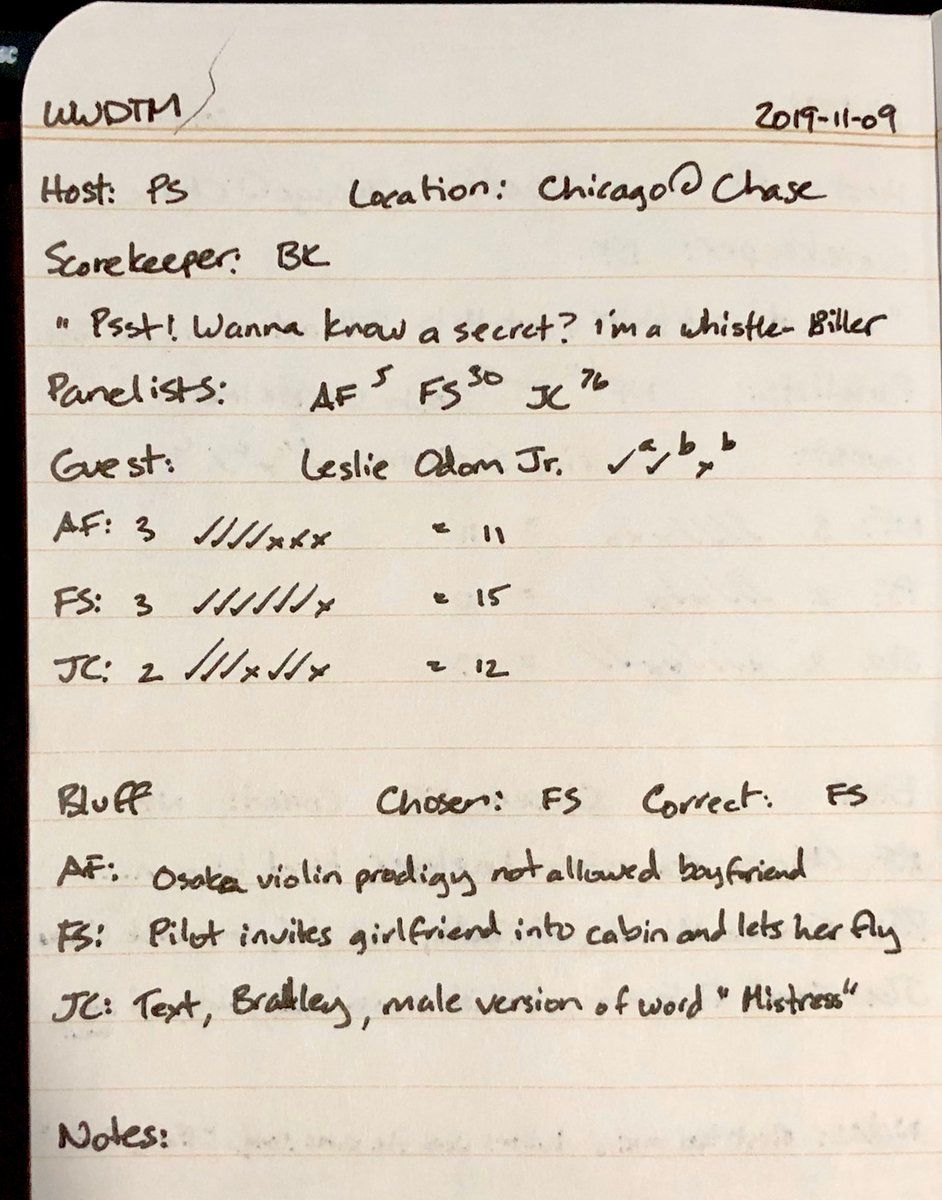 WWDTM 2019-11-09
Host: PS Location: Chicago @ Chase
Scorekeeper: BK
" Psst! Wanna know a secret? I'm a whistle-Biller
Panelists: AF 5 FS 30 JC 76
Guest: Leslie Odom Jr. ✓ a ✓ b x b
AF: 3 ✓✓✓✓xxx = 11
FS: 3 ✓✓✓✓✓✓x = 15
JC: 2 ✓✓✓x✓✓x = 12
Bluff Chosen: FS Correct: FS
AF: Osaka violin prodigy not allowed boyfriend
FS: Pilot invites girlfriend into cabin and lets her fly
JC: Text, Bradley, male version of word "Mistress"
Notes: